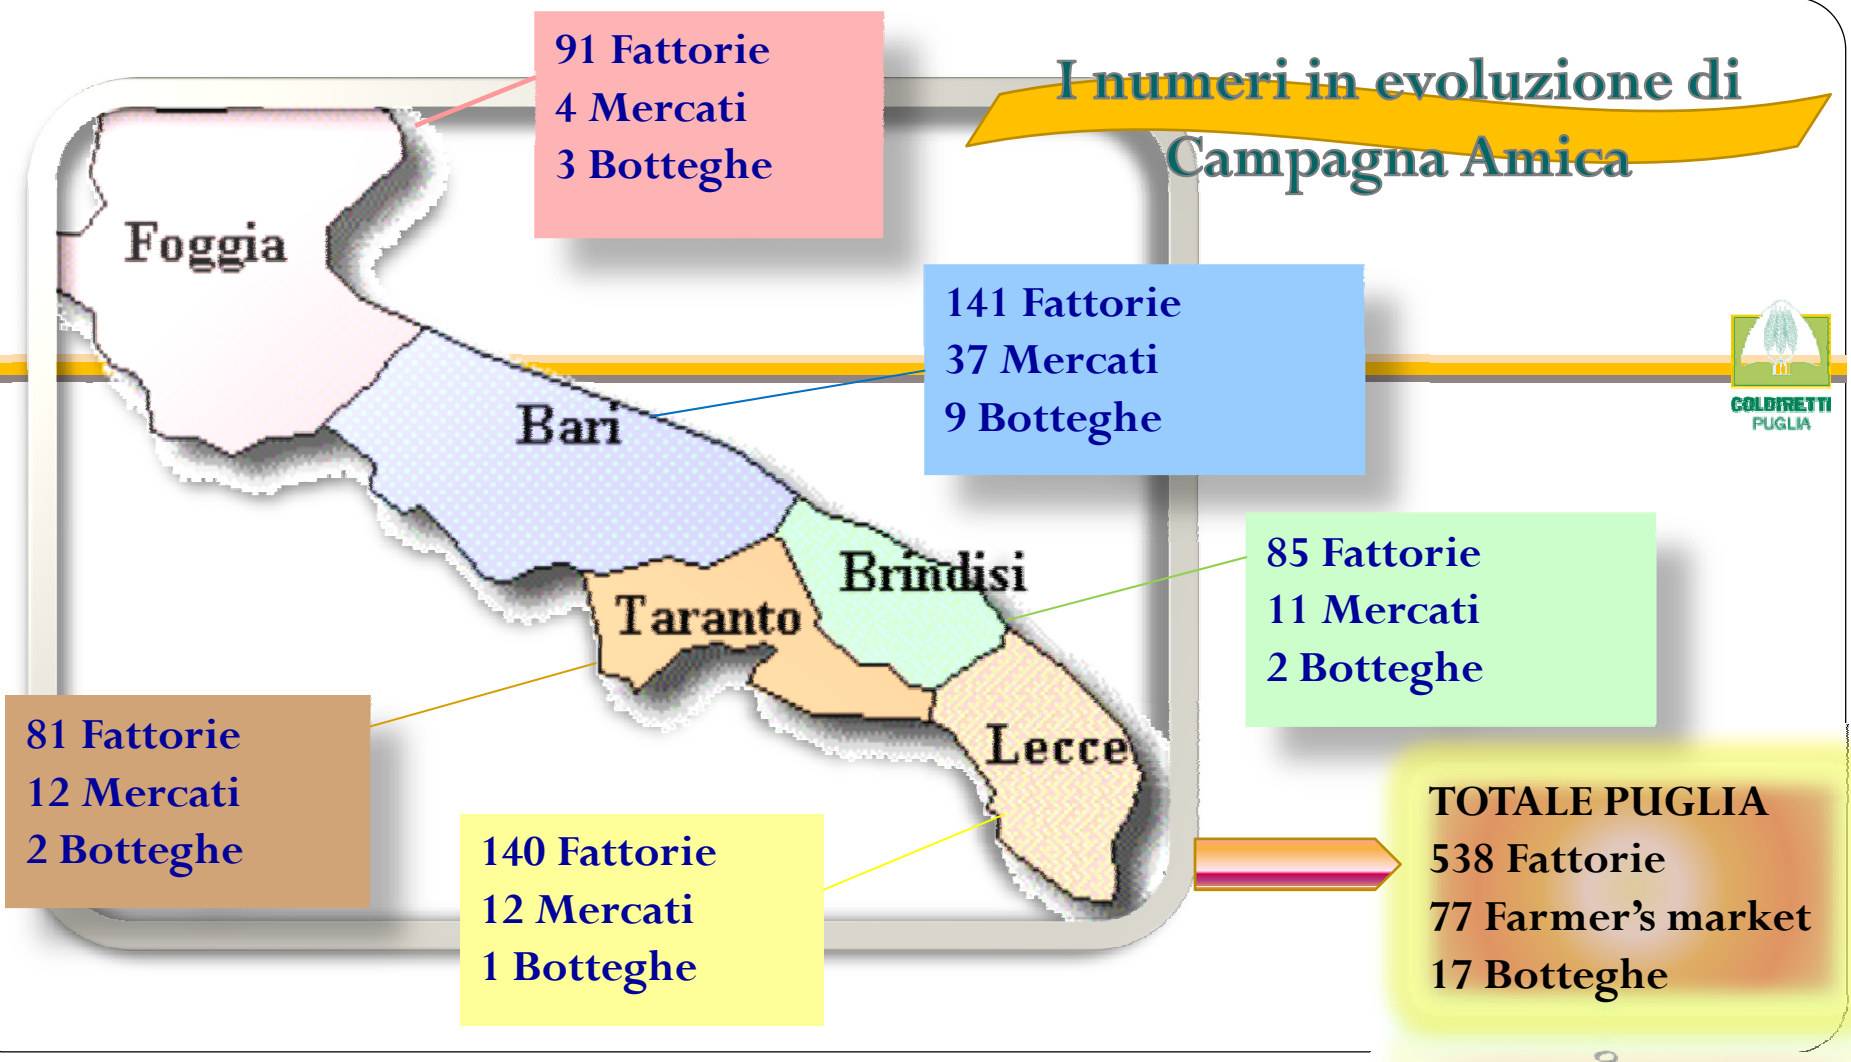 I numeri in evoluzione di
Campagna Amica
91 Fattorie
4 Mercati
3 Botteghe
Foggia
141 Fattorie
37 Mercati
9 Botteghe
Bari
COLDIRETTI
PUGLIA
85 Fattorie
11 Mercati
2 Botteghe
Brindisi
Taranto
81 Fattorie
12 Mercati
2 Botteghe
Lecce
140 Fattorie
12 Mercati
1 Botteghe
TOTALE PUGLIA
538 Fattorie
77 Farmer’s market
17 Botteghe